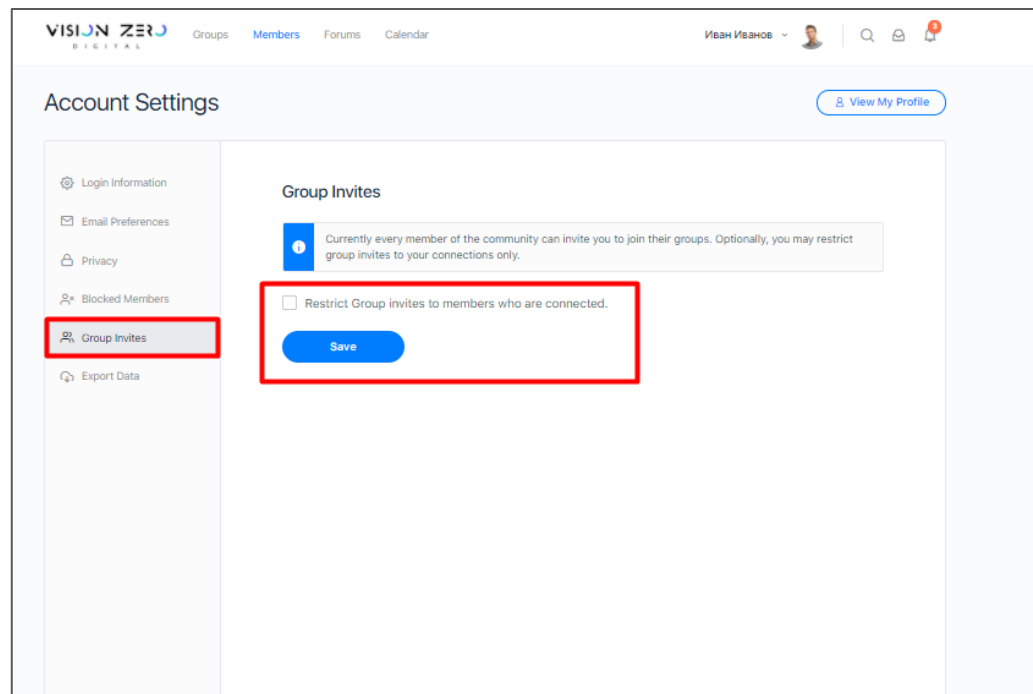 VISION ZERO
DIGITAL
Groups
Members
Forums
Calendar
Иван Иванов
3
Account Settings
View My Profile
Login Information
Email Preferences
Privacy
Blocked Members
Group Invites
Export Data
Group Invites
Currently every member of the community can invite you to join their groups. Optionally, you may restrict
group invites to your connections only.
Restrict Group invites to members who are connected.
Save